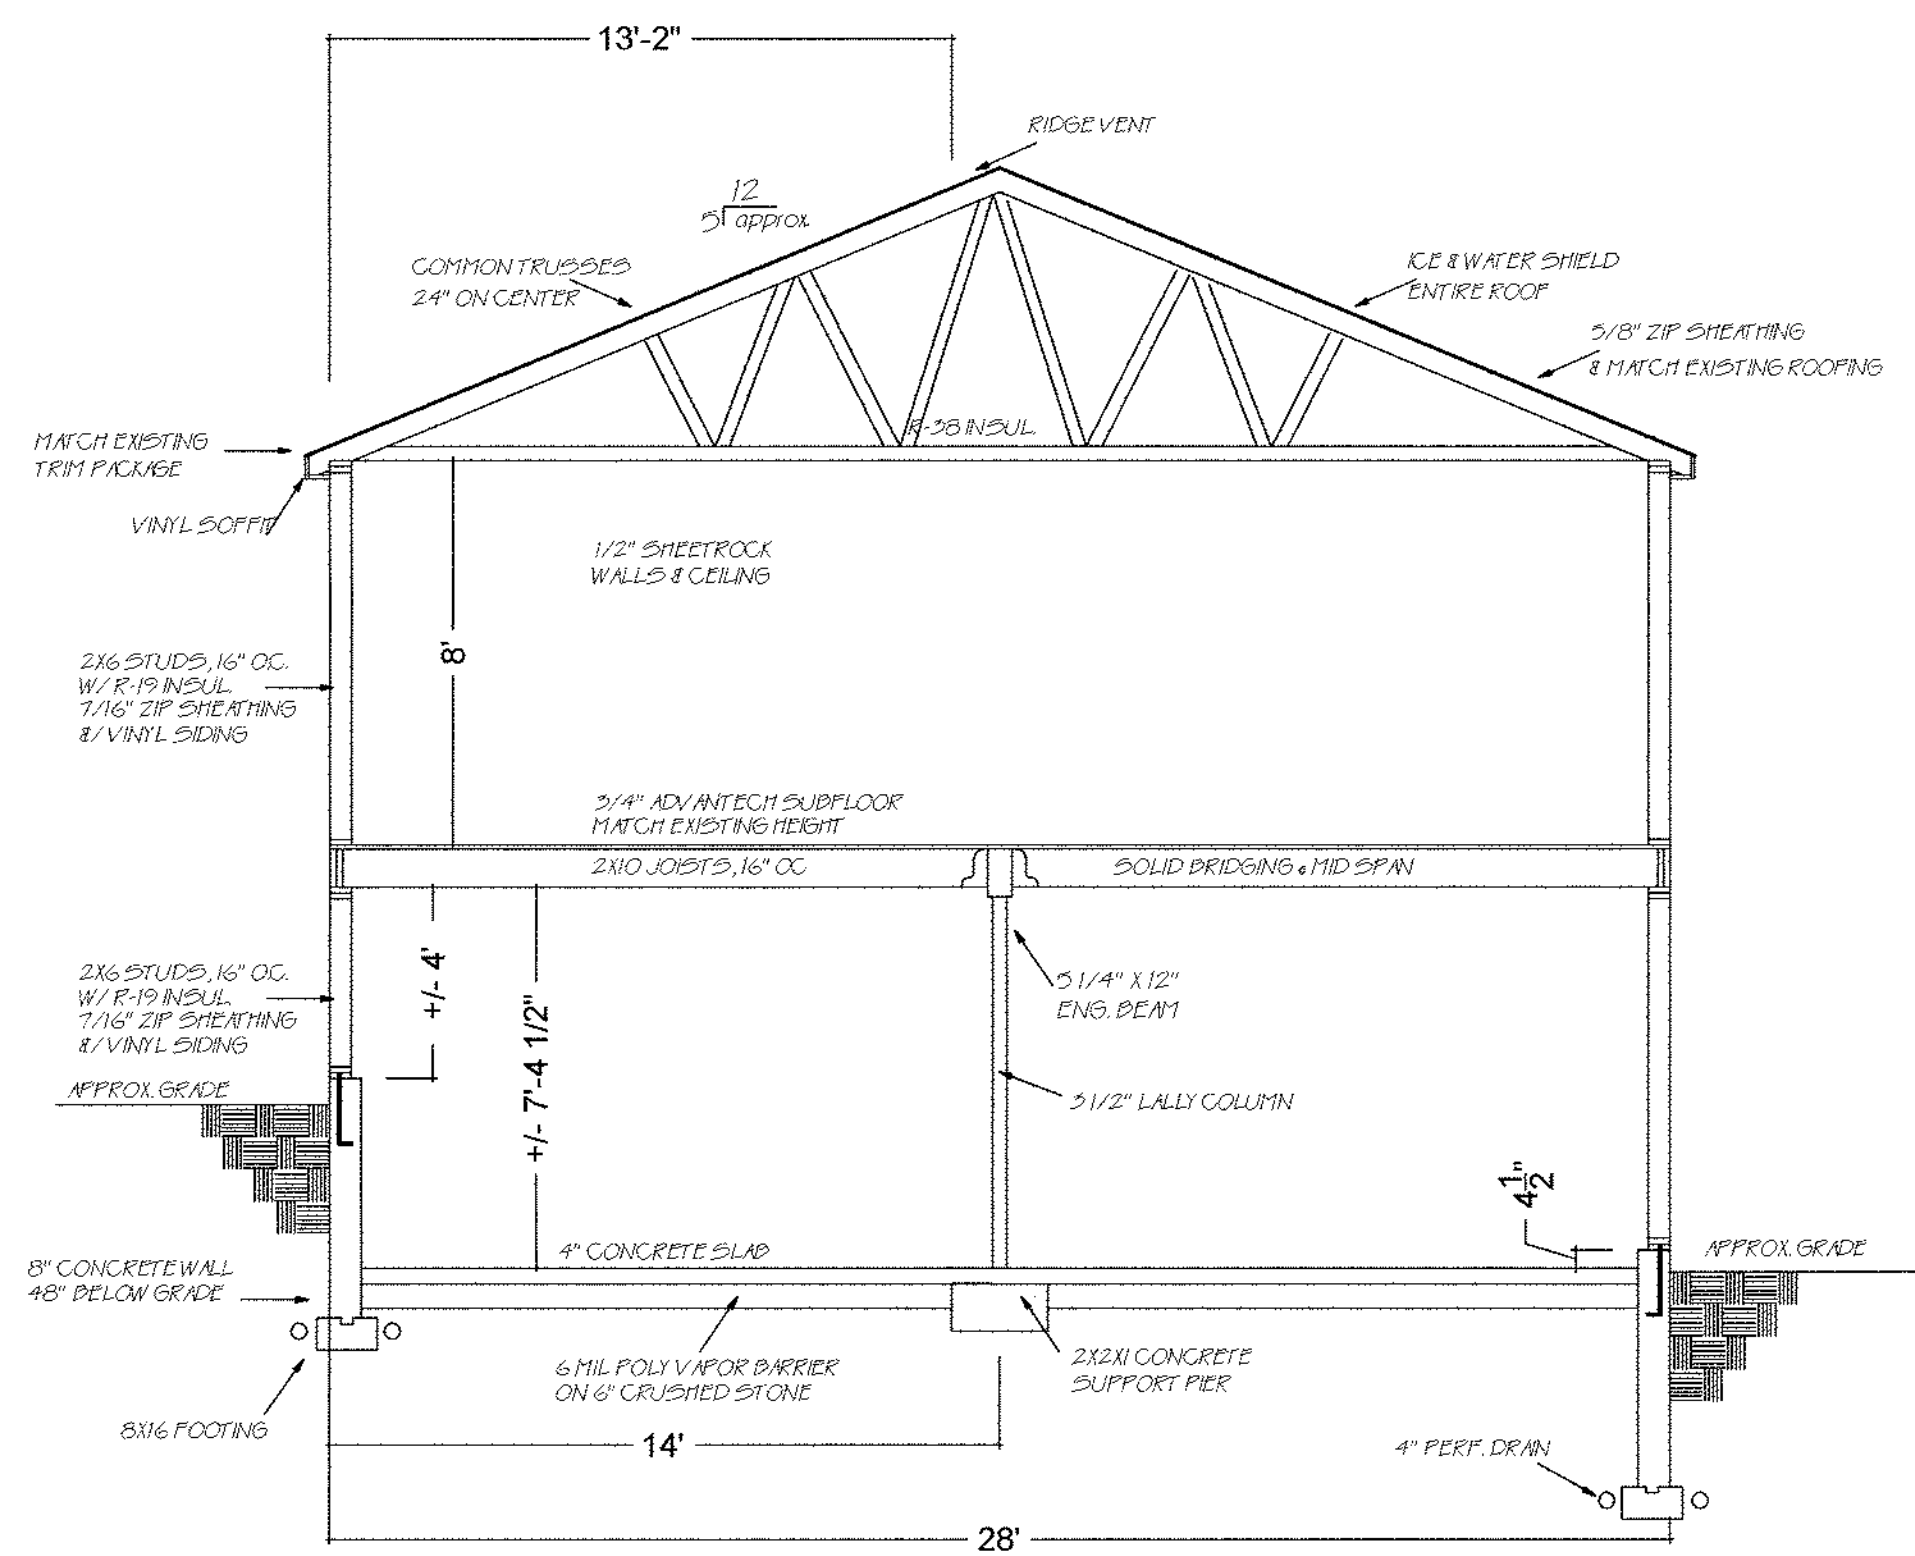 13'-2"
RIDGE VENT
12
5 approx.
COMMON TRUSSES
24" ON CENTER
ICE & WATER SHIELD
ENTIRE ROOF
5/8" ZIP SHEATHING
& MATCH EXISTING ROOFING
R-38 INSUL.
MATCH EXISTING
TRIM PACKAGE
VINYL SOFFIT
1/2" SHEETROCK
WALLS & CEILING
8'
2X6 STUDS, 16" O.C.
W/ R-19 INSUL.
7/16" ZIP SHEATHING
&/ VINYL SIDING
3/4" ADVANTECH SUBFLOOR
MATCH EXISTING HEIGHT
2X10 JOISTS, 16" OC
SOLID BRIDGING @ MID SPAN
2X6 STUDS, 16" O.C.
W/ R-19 INSUL.
7/16" ZIP SHEATHING
&/ VINYL SIDING
+/- 4'
+/- 7'-4 1/2"
5 1/4" X 12"
ENG. BEAM
3 1/2" LALLY COLUMN
APPROX. GRADE
4 1/2"
4" CONCRETE SLAB
APPROX. GRADE
8" CONCRETE WALL
48" BELOW GRADE
6 MIL POLY VAPOR BARRIER
ON 6" CRUSHED STONE
2X2X1 CONCRETE
SUPPORT PIER
8X16 FOOTING
14'
4" PERF. DRAIN
28'